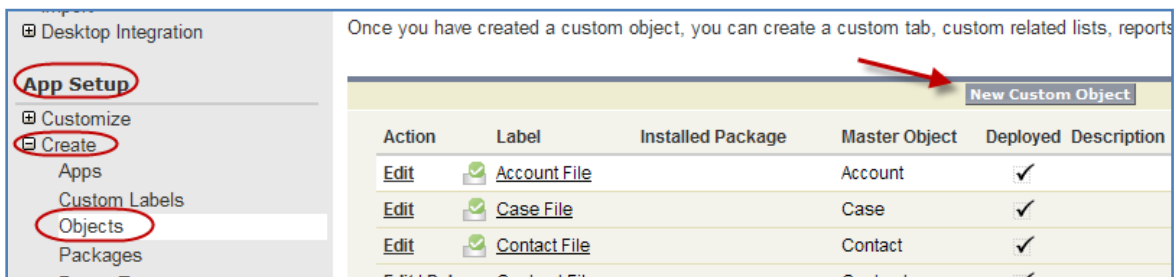 Desktop Integration
App Setup
Customize
Create
Apps
Custom Labels
Objects
Packages
Once you have created a custom object, you can create a custom tab, custom related lists, reports
New Custom Object
Action Label Installed Package Master Object Deployed Description
Edit Account File Account
Edit Case File Case
Edit Contact File Contact